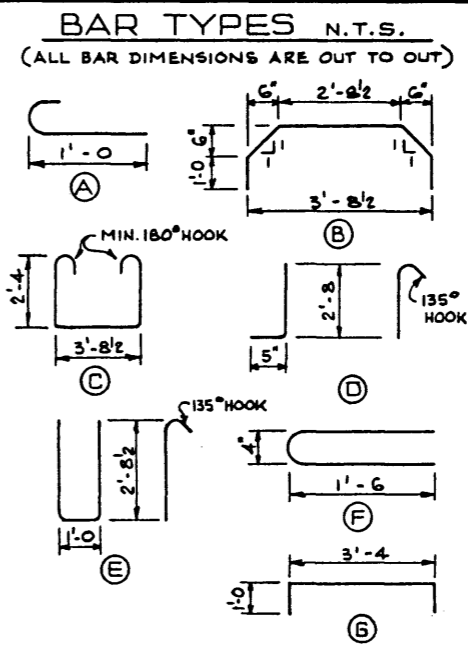 BAR TYPES N.T.S.
(ALL BAR DIMENSIONS ARE OUT TO OUT)
1'-0
A
6" 2'-8½ 6"
6"
1'-0
1 1 1 1
3'-8½
B
MIN. 180° HOOK
2'-4
3'-8½
C
2'-8
5"
135°
HOOK
D
135° HOOK
2'-8½
1'-0
E
4"
1'-6
F
3'-4
1'-0
G